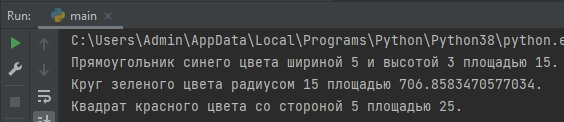 Run: main
C:\Users\Admin\AppData\Local\Programs\Python\Python38\python.e
Прямоугольник синего цвета шириной 5 и высотой 3 площадью 15.
Круг зеленого цвета радиусом 15 площадью 706.8583470577034.
Квадрат красного цвета со стороной 5 площадью 25.